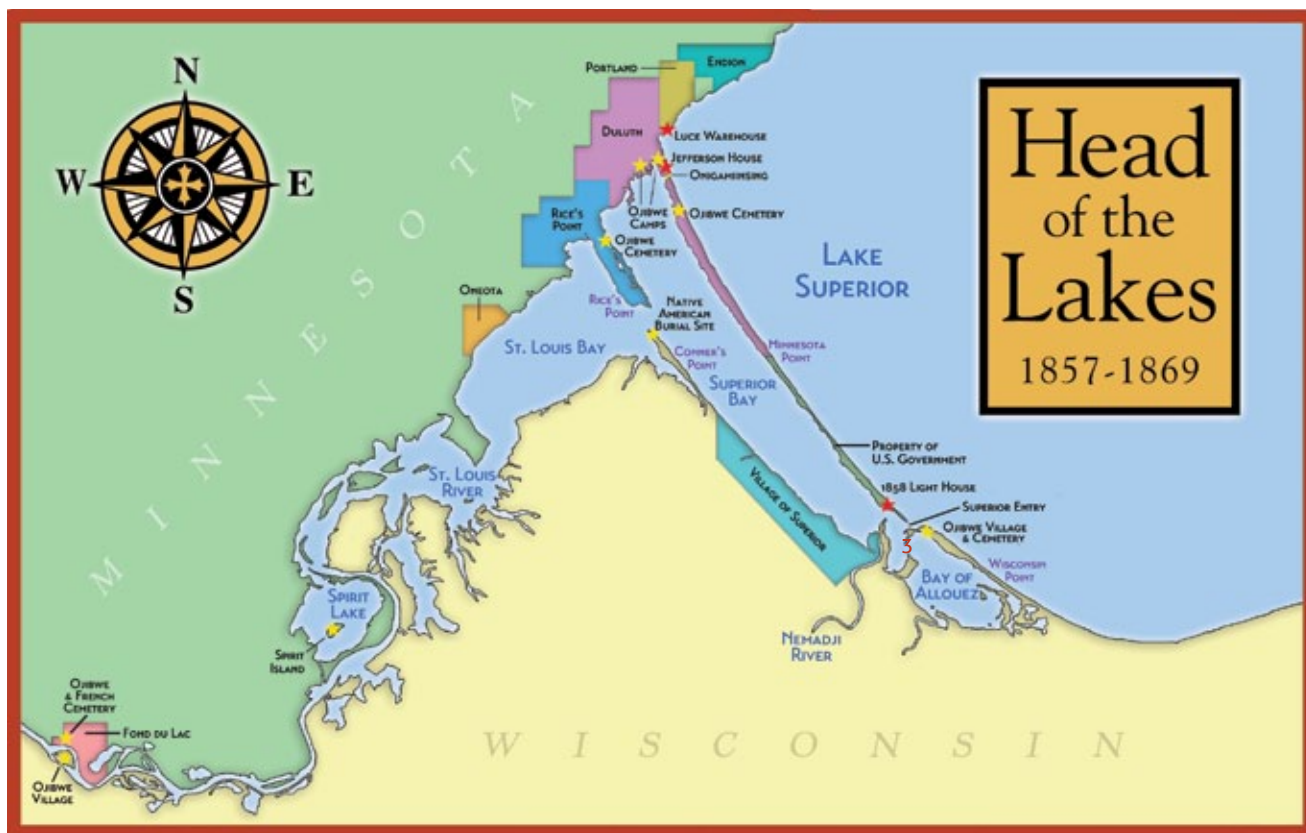 N
W
E
S
Head
of the
Lakes
1857-1869
MINNESOTA
WISCONSIN
Endion
Portland
Duluth
Luce Warehouse
Jefferson House
Onigaminsing
Ojibwe
Camps
Ojibwe Cemetery
Rice's
Point
Ojibwe
Cemetery
Lake
Superior
Oneota
Rice's
Point
Native
American
Burial Site
St. Louis Bay
Conner's
Point
Minnesota
Point
Superior
Bay
Property of
U.S. Government
St. Louis
River
Village of Superior
1858 Light House
Superior Entry
Ojibwe Village
& Cemetery
3
Wisconsin
Point
Bay of
Allouez
Nemadji
River
Spirit
Lake
Spirit
Island
Ojibwe
& French
Cemetery
Fond du Lac
Ojibwe
Village